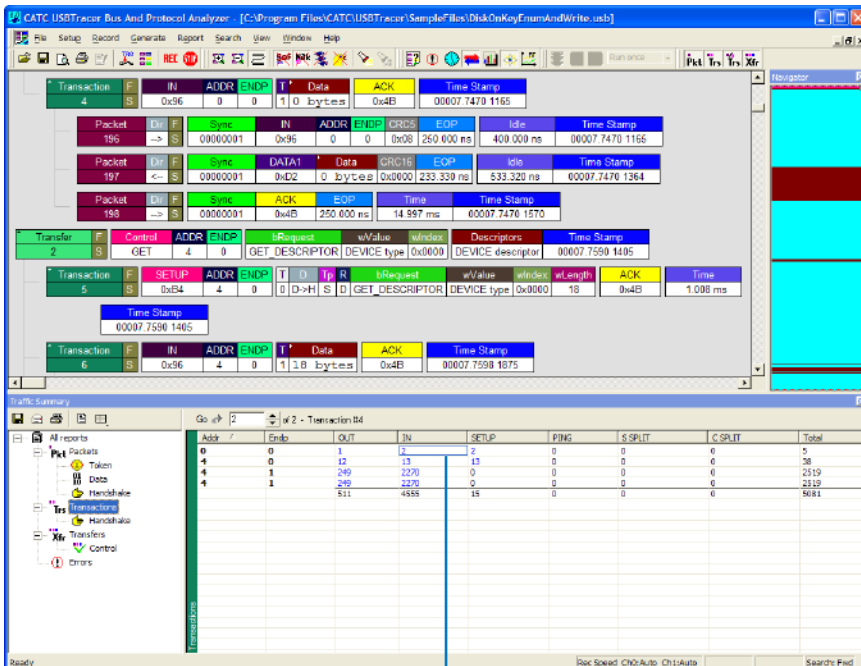 CATC USBTracer Bus And Protocol Analyzer - [C:\Program Files\CATC\USBTracer\SampleFiles\DiskOnKeyEnumAndWrite.usb]
File Setup Record Generate Report Search View Window Help
REC Run once Pkt Trs Trs Xfr
Transaction F IN ADDR ENDP T Data ACK Time Stamp Navigator
4 S 0x96 0 0 1 0 bytes 0x4B 00007.7470 1165
Packet Dir F Sync IN ADDR ENDP CRC5 EOP Idle Time Stamp
196 --> S 00000001 0x96 0 0 0x08 250.000 ns 400.000 ns 00007.7470 1165
Packet Dir F Sync DATA1 Data CRC16 EOP Idle Time Stamp
197 <-- S 00000001 0xD2 0 bytes 0x0000 233.330 ns 533.320 ns 00007.7470 1364
Packet Dir F Sync ACK EOP Time Time Stamp
198 --> S 00000001 0x4B 250.000 ns 14.997 ms 00007.7470 1570
Transfer F Control ADDR ENDP bRequest wValue wIndex Descriptors Time Stamp
2 S GET 4 0 GET_DESCRIPTOR DEVICE type 0x0000 DEVICE descriptor 00007.7590 1405
Transaction F SETUP ADDR ENDP T D Tp R bRequest wValue wIndex wLength ACK Time
5 S 0xB4 4 0 0 D->H S D GET_DESCRIPTOR DEVICE type 0x0000 18 0x4B 1.008 ms
Time Stamp
00007.7590 1405
Transaction F IN ADDR ENDP T Data ACK Time Stamp
6 S 0x96 4 0 1 18 bytes 0x4B 00007.7598 1875
Traffic Summary
Go 2 of 2 - Transaction #4
All reports
Pkt Packets
Token
Data
Handshake
Trs Transactions
Handshake
Xfr Transfers
Control
Errors
Addr / Endp OUT IN SETUP PING S SPLIT C SPLIT Total
0 0 1 2 2 0 0 0 5
4 0 12 13 13 0 0 0 38
4 1 249 2270 0 0 0 0 2519
4 1 249 2270 0 0 0 0 2519
511 4555 15 0 0 0 5081
Transactions
Ready Rec Speed Ch0:Auto Ch1:Auto Search: Fwd